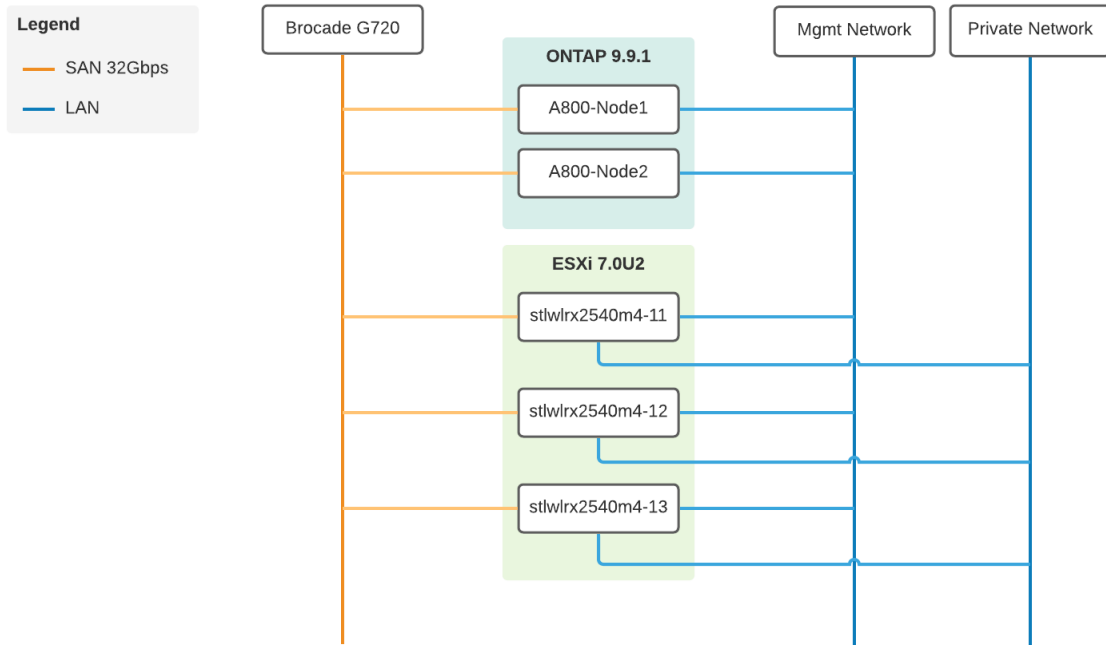 Legend
SAN 32Gbps
LAN
Brocade G720
Mgmt Network
Private Network
ONTAP 9.9.1
A800-Node1
A800-Node2
ESXi 7.0U2
stlwlrx2540m4-11
stlwlrx2540m4-12
stlwlrx2540m4-13